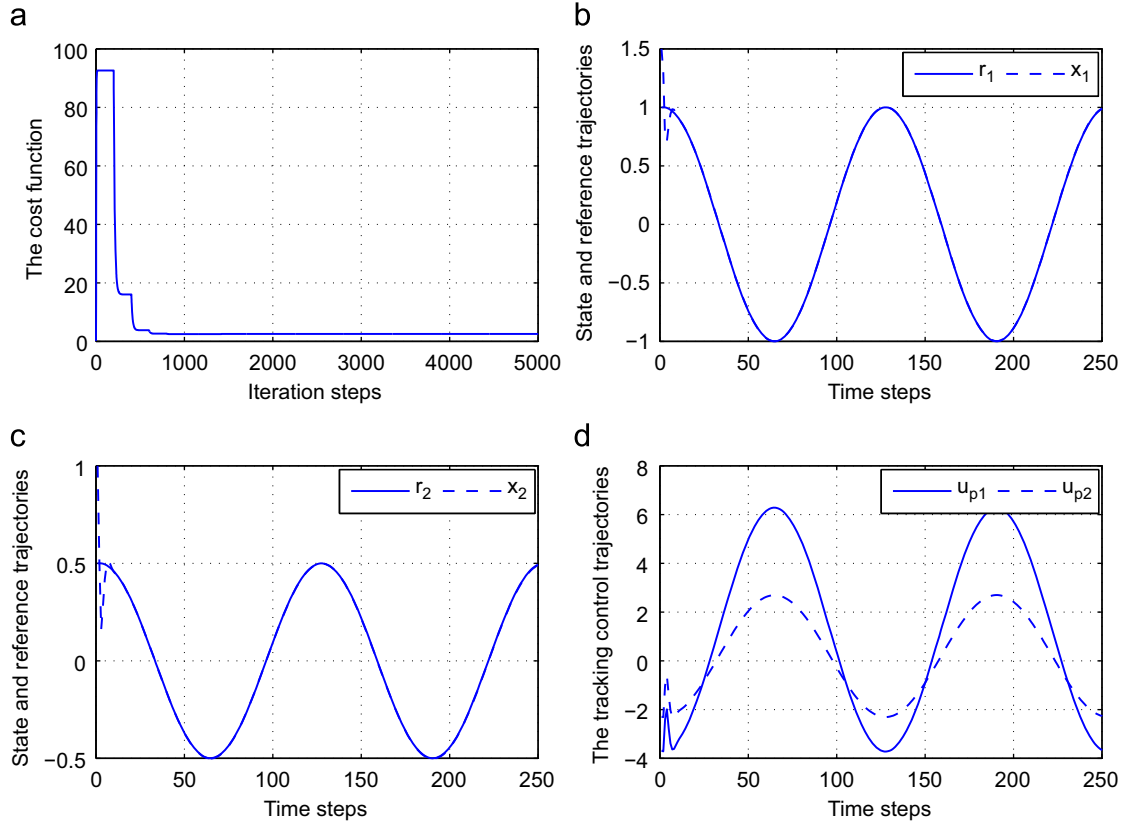 a
100
80
60
40
20
0
The cost function
0 1000 2000 3000 4000 5000
Iteration steps
b
1.5
1
0.5
0
−0.5
−1
State and reference trajectories
r1 x1
0 50 100 150 200 250
Time steps
c
1
0.5
0
−0.5
State and reference trajectories
r2 x2
0 50 100 150 200 250
Time steps
d
8
6
4
2
0
−2
−4
The tracking control trajectories
up1 up2
0 50 100 150 200 250
Time steps